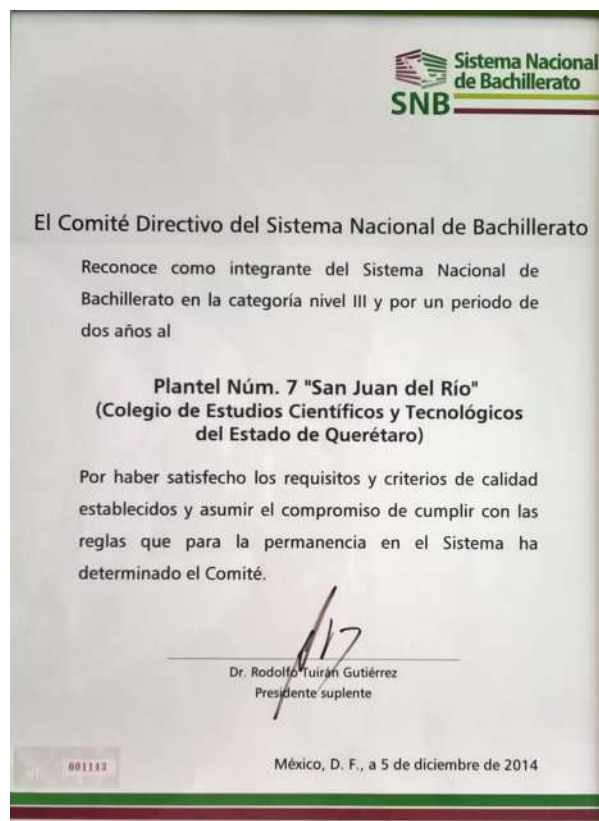 Sistema Nacional
de Bachillerato
SNB
El Comité Directivo del Sistema Nacional de Bachillerato
Reconoce como integrante del Sistema Nacional de
Bachillerato en la categoría nivel III y por un periodo de
dos años al
Plantel Núm. 7 "San Juan del Río"
(Colegio de Estudios Científicos y Tecnológicos
del Estado de Querétaro)
Por haber satisfecho los requisitos y criterios de calidad
establecidos y asumir el compromiso de cumplir con las
reglas que para la permanencia en el Sistema ha
determinado el Comité.
Dr. Rodolfo Tuirán Gutiérrez
Presidente suplente
001113
México, D. F., a 5 de diciembre de 2014